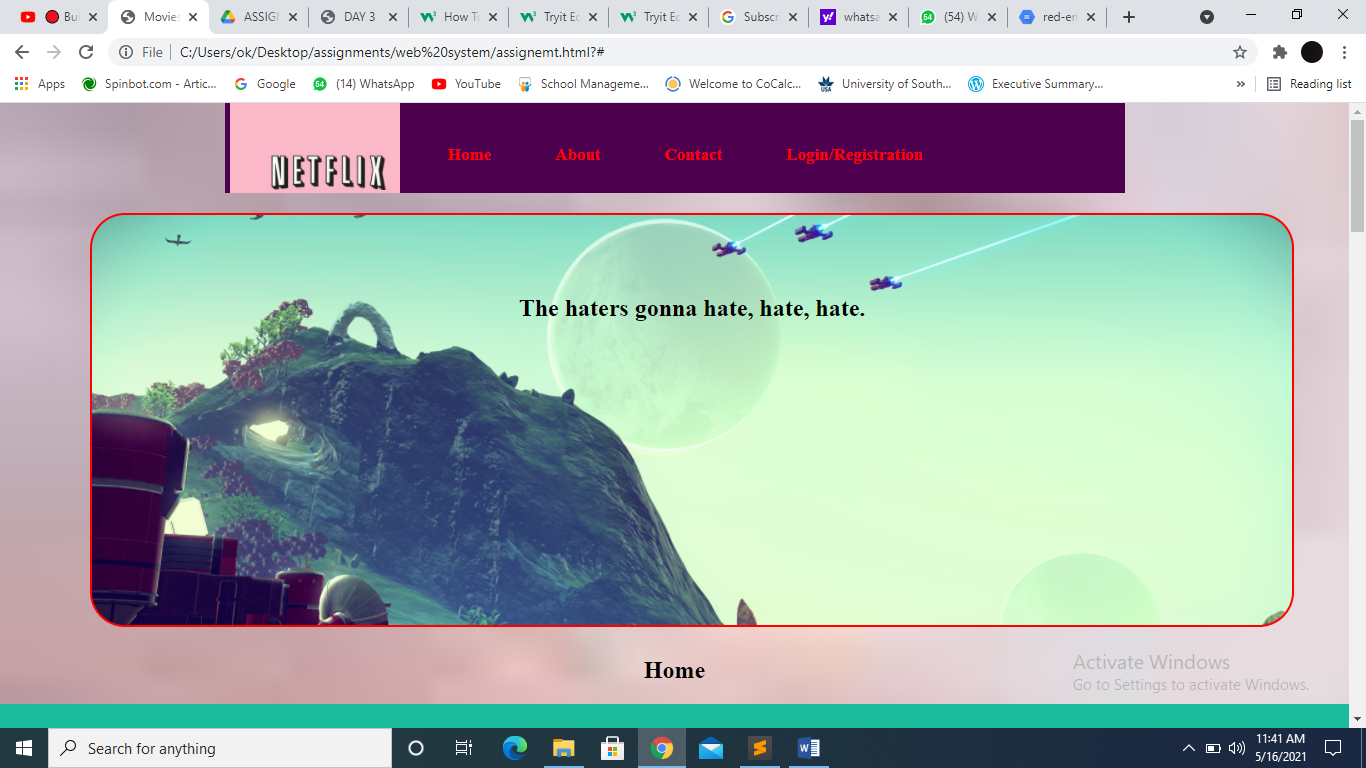 Bui
Movies
ASSIGN
DAY 3
How To
Tryit Ed
Tryit Ed
Subscr
whatsa
(54) W
red-en
File
C:/Users/ok/Desktop/assignments/web%20system/assignemt.html?#
Apps
Spinbot.com - Artic...
Google
(14) WhatsApp
YouTube
School Manageme...
Welcome to CoCalc...
University of South...
Executive Summary...
»
Reading list
NETFLIX
Home
About
Contact
Login/Registration
The haters gonna hate, hate, hate.
Home
Activate Windows
Go to Settings to activate Windows.
Search for anything
11:41 AM
5/16/2021